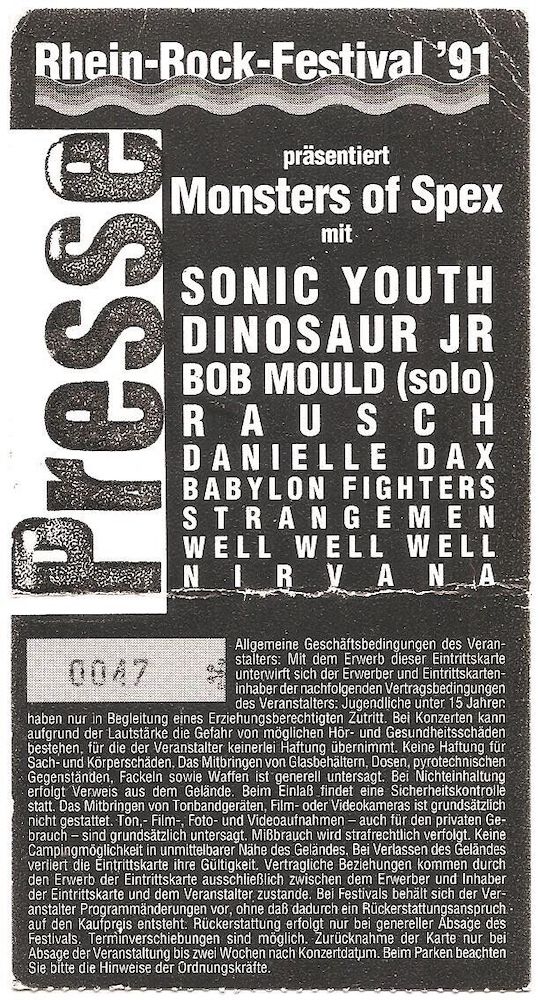 Rhein-Rock-Festival '91
Presse
präsentiert
Monsters of Spex
mit
SONIC YOUTH
DINOSAUR JR
BOB MOULD (solo)
RAUSCH
DANIELLE DAX
BABYLON FIGHTERS
STRANGEMEN
WELL WELL WELL
NIRVANA
0047
Allgemeine Geschäftsbedingungen des Veran-
stalters: Mit dem Erwerb dieser Eintrittskarte
unterwirft sich der Erwerber und Eintrittskarten-
inhaber der nachfolgenden Vertragsbedingungen
des Veranstalters: Jugendliche unter 15 Jahren
haben nur in Begleitung eines Erziehungsberechtigten Zutritt. Bei Konzerten kann
aufgrund der Lautstärke die Gefahr von möglichen Hör- und Gesundheitsschäden
bestehen, für die der Veranstalter keinerlei Haftung übernimmt. Keine Haftung für
Sach- und Körperschäden. Das Mitbringen von Glasbehältern, Dosen, pyrotechnischen
Gegenständen, Fackeln sowie Waffen ist generell untersagt. Bei Nichteinhaltung
erfolgt Verweis aus dem Gelände. Beim Einlaß findet eine Sicherheitskontrolle
statt. Das Mitbringen von Tonbandgeräten, Film- oder Videokameras ist grundsätzlich
nicht gestattet. Ton,- Film-, Foto- und Videoaufnahmen – auch für den privaten Ge-
brauch – sind grundsätzlich untersagt. Mißbrauch wird strafrechtlich verfolgt. Keine
Campingmöglichkeit in unmittelbarer Nähe des Geländes. Bei Verlassen des Geländes
verliert die Eintrittskarte ihre Gültigkeit. Vertragliche Beziehungen kommen durch
den Erwerb der Eintrittskarte ausschließlich zwischen dem Erwerber und Inhaber
der Eintrittskarte und dem Veranstalter zustande. Bei Festivals behält sich der Ver-
anstalter Programmänderungen vor, ohne daß dadurch ein Rückerstattungsanspruch
auf den Kaufpreis entsteht. Rückerstattung erfolgt nur bei genereller Absage des
Festivals. Terminverschiebungen sind möglich. Zurücknahme der Karte nur bei
Absage der Veranstaltung bis zwei Wochen nach Konzertdatum. Beim Parken beachten
Sie bitte die Hinweise der Ordnungskräfte.